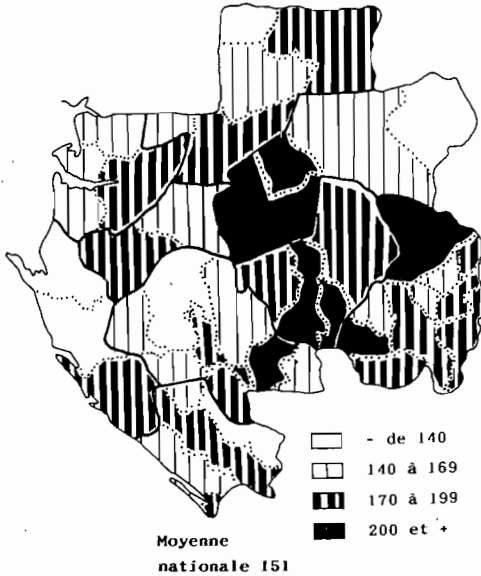 - de 140
140 à 169
170 à 199
200 et +
Moyenne
nationale 151